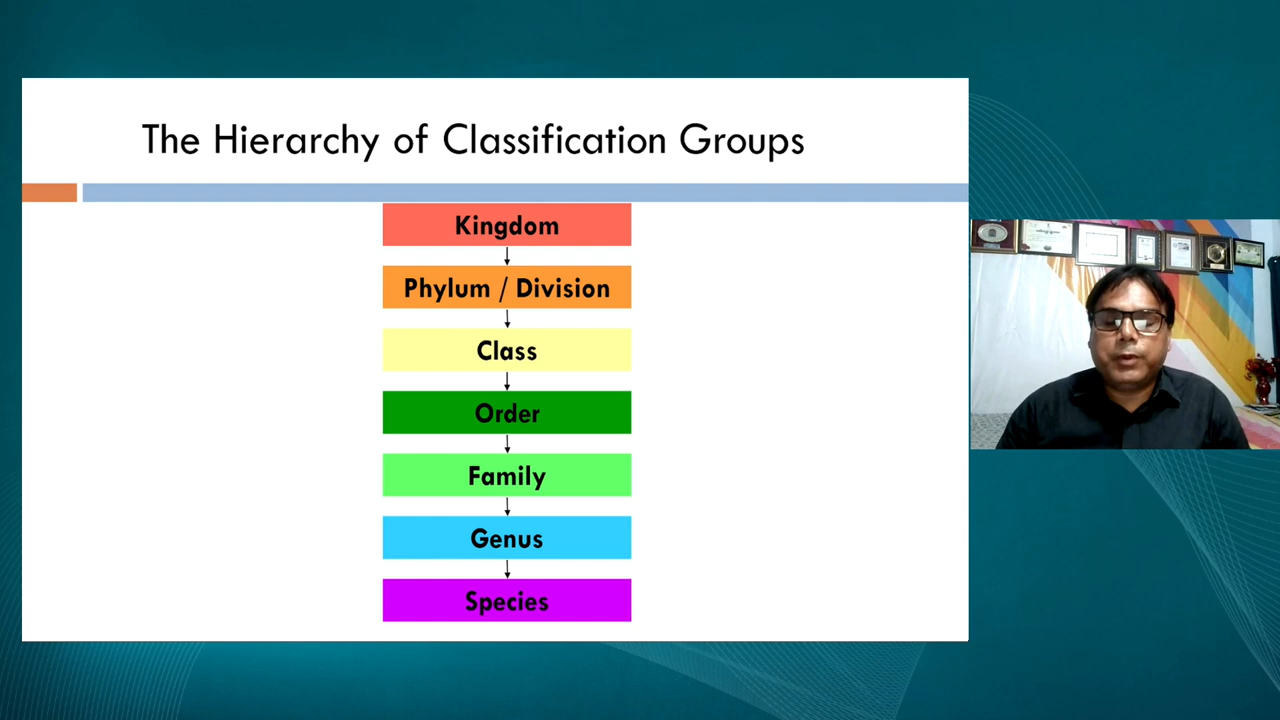 The Hierarchy of Classification Groups
Kingdom
Phylum / Division
Class
Order
Family
Genus
Species